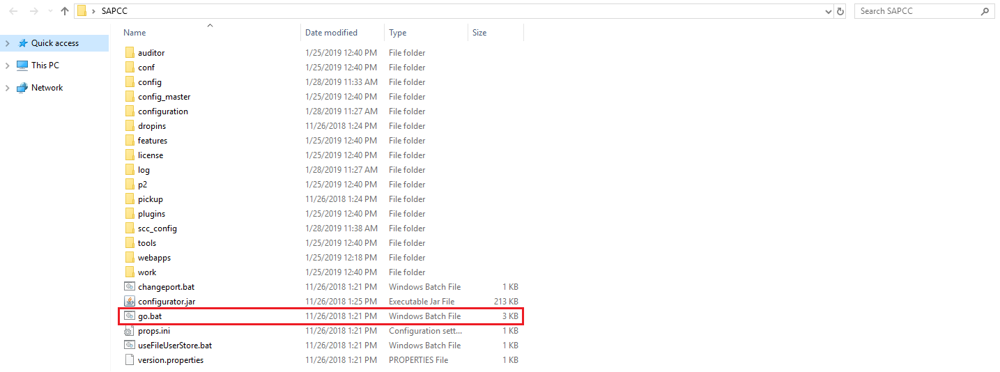 SAPCC
Search SAPCC
Quick access
This PC
Network
Name Date modified Type Size
auditor 1/25/2019 12:40 PM File folder
conf 1/25/2019 12:40 PM File folder
config 1/28/2019 11:33 AM File folder
config_master 1/25/2019 12:40 PM File folder
configuration 1/28/2019 11:27 AM File folder
dropins 11/26/2018 1:24 PM File folder
features 1/25/2019 12:40 PM File folder
license 1/25/2019 12:40 PM File folder
log 1/28/2019 11:27 AM File folder
p2 1/25/2019 12:40 PM File folder
pickup 11/26/2018 1:24 PM File folder
plugins 1/25/2019 12:40 PM File folder
scc_config 1/28/2019 11:38 AM File folder
tools 1/25/2019 12:40 PM File folder
webapps 1/25/2019 12:18 PM File folder
work 1/25/2019 12:40 PM File folder
changeport.bat 11/26/2018 1:21 PM Windows Batch File 1 KB
configurator.jar 11/26/2018 1:25 PM Executable Jar File 213 KB
go.bat 11/26/2018 1:21 PM Windows Batch File 3 KB
props.ini 11/26/2018 1:21 PM Configuration sett... 1 KB
useFileUserStore.bat 11/26/2018 1:21 PM Windows Batch File 1 KB
version.properties 11/26/2018 1:21 PM PROPERTIES File 1 KB